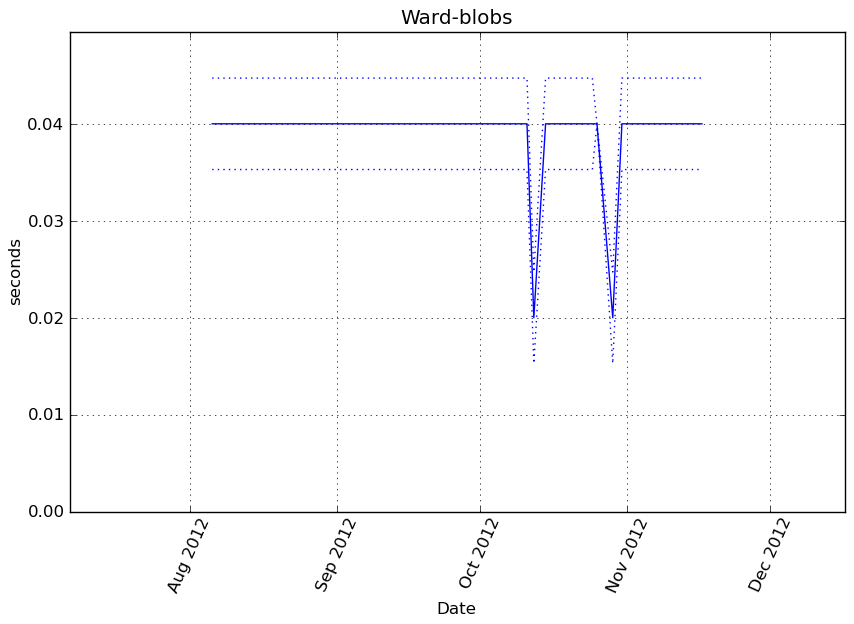 Ward-blobs
0.04
0.03
0.02
0.01
0.00
seconds
Aug 2012
Sep 2012
Oct 2012
Nov 2012
Dec 2012
Date